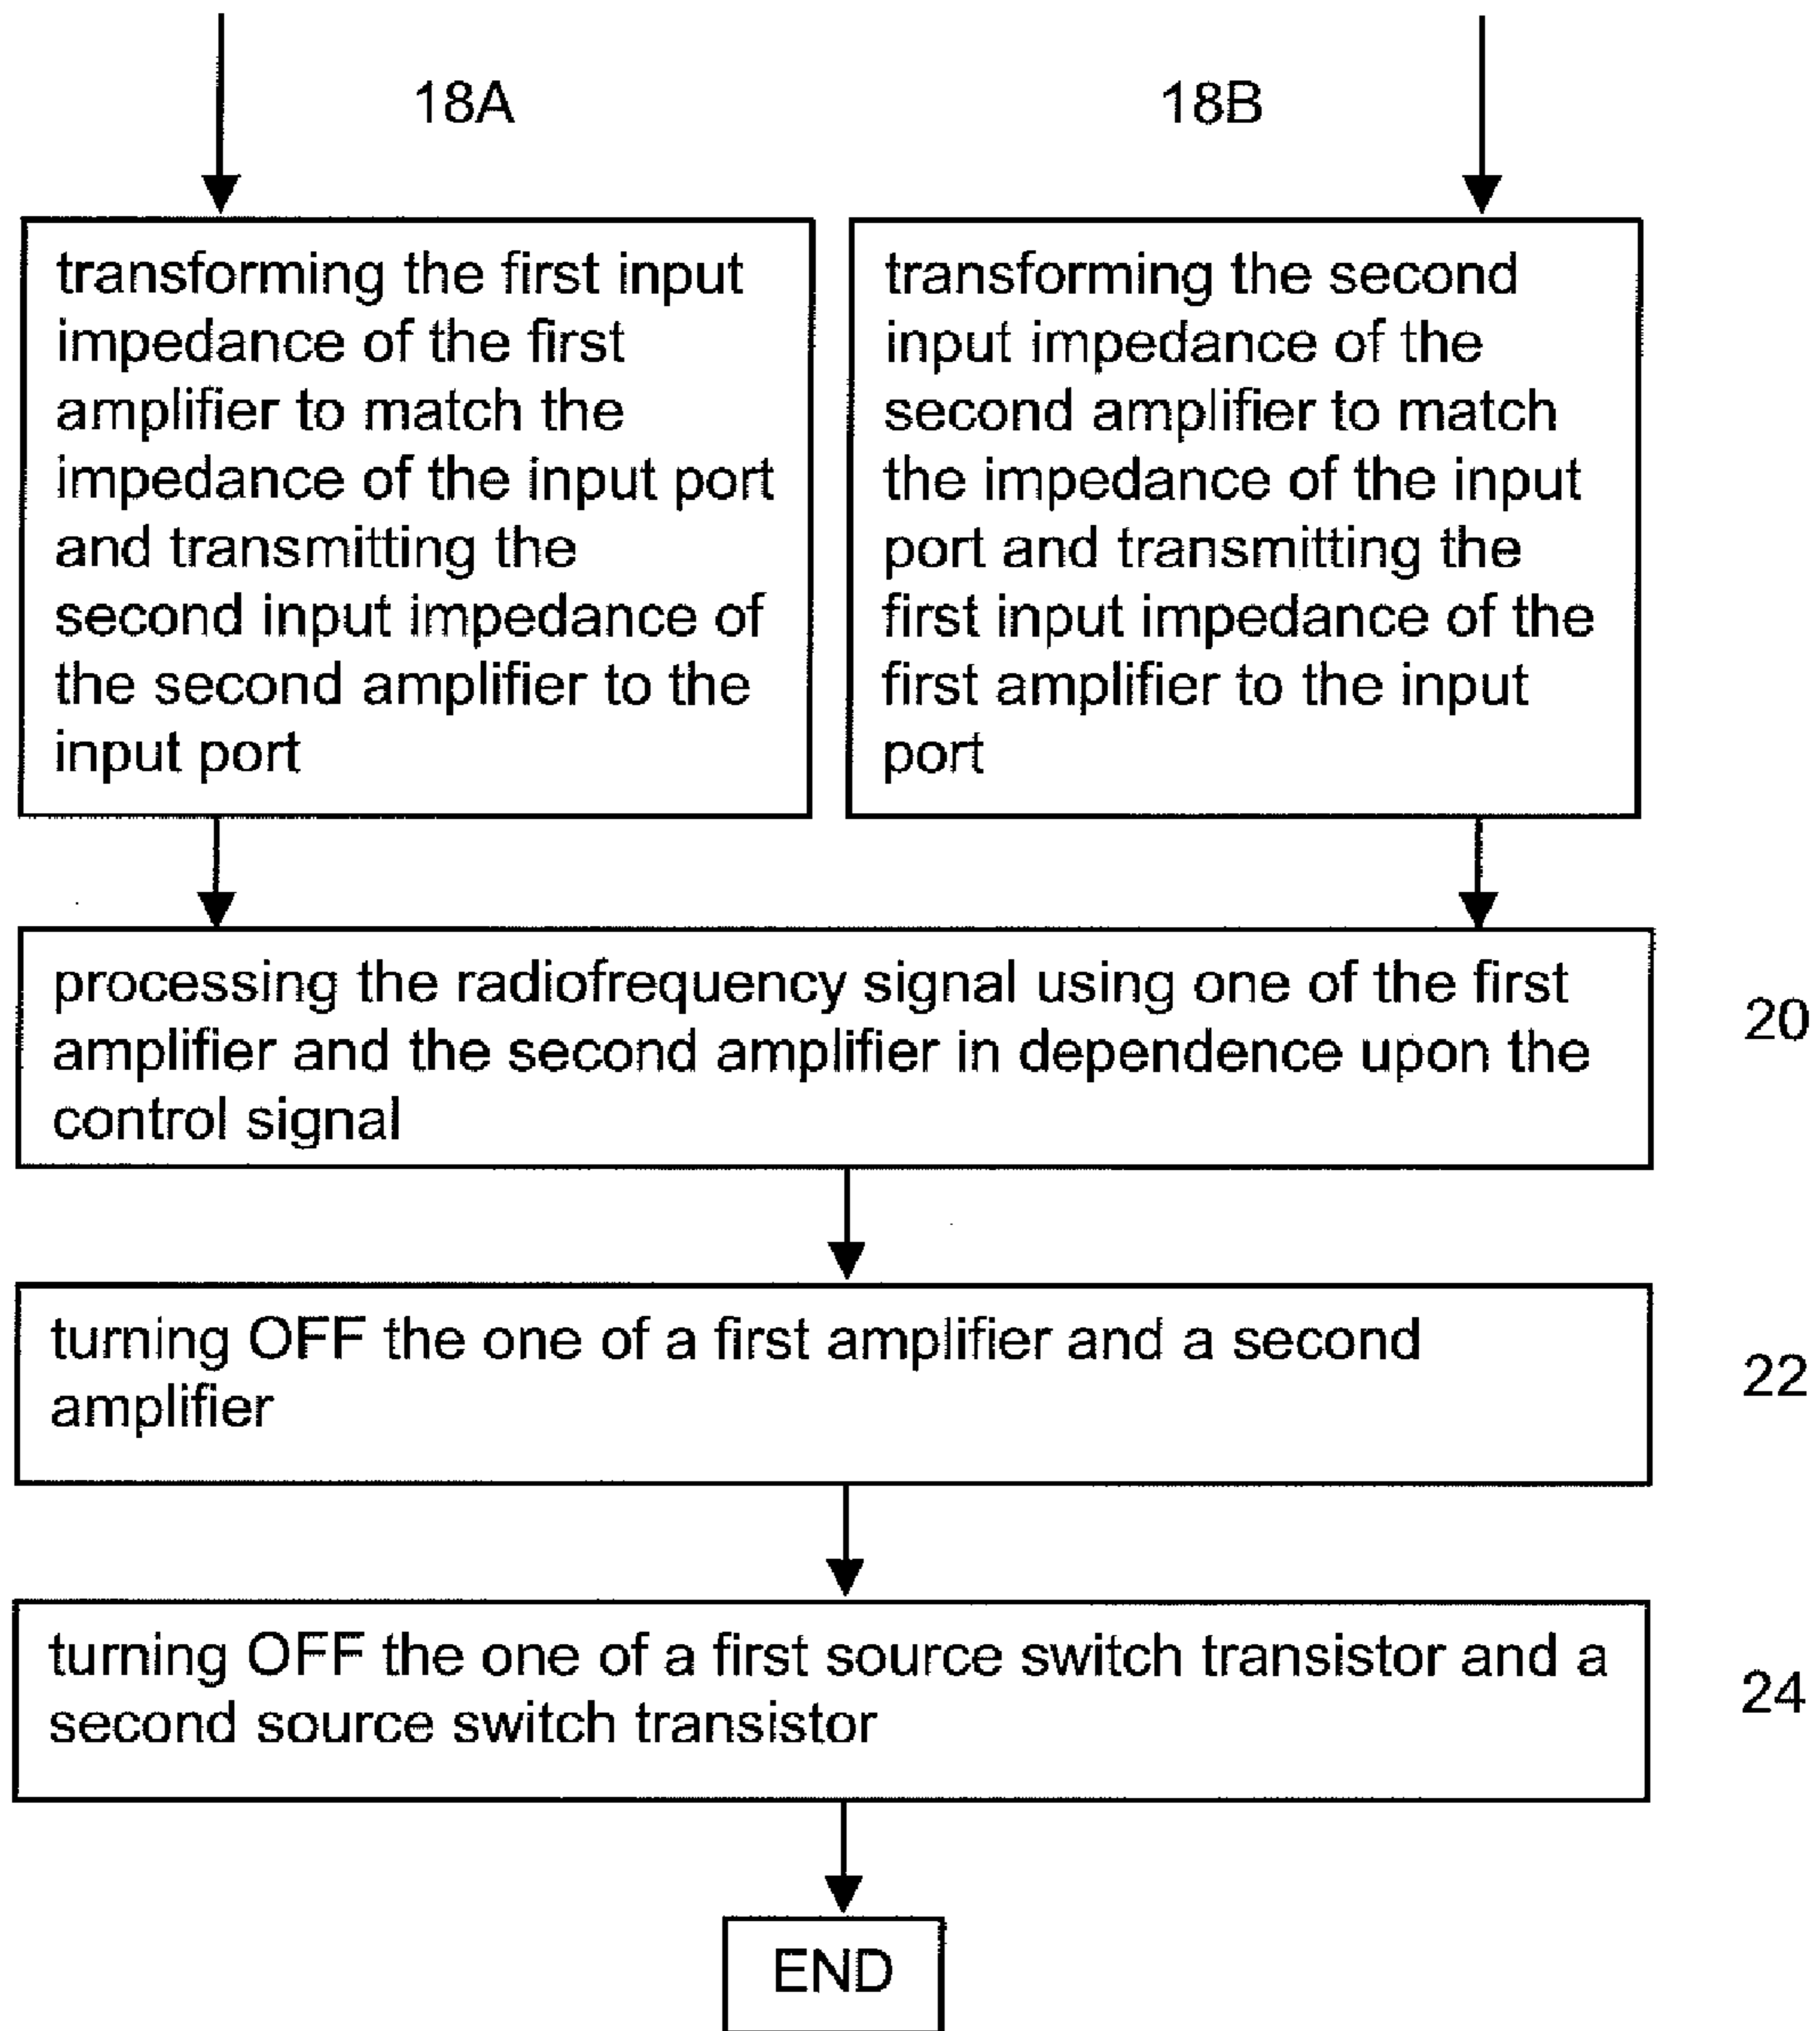 18A
18B
transforming the first input
impedance of the first
amplifier to match the
impedance of the input port
and transmitting the
second input impedance of
the second amplifier to the
input port
transforming the second
input impedance of the
second amplifier to match
the impedance of the input
port and transmitting the
first input impedance of the
first amplifier to the input
port
processing the radiofrequency signal using one of the first
amplifier and the second amplifier in dependence upon the
control signal
20
turning OFF the one of a first amplifier and a second
amplifier
22
turning OFF the one of a first source switch transistor and a
second source switch transistor
24
END